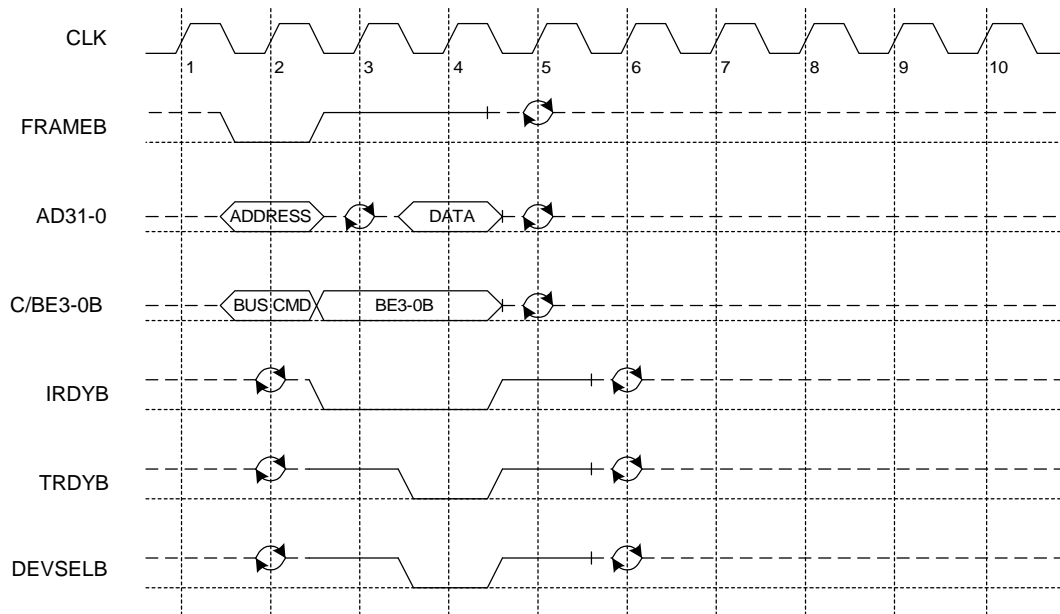 CLK
1 2 3 4 5 6 7 8 9 10
FRAMEB
AD31-0 ADDRESS DATA
C/BE3-0B BUS CMD BE3-0B
IRDYB
TRDYB
DEVSELB